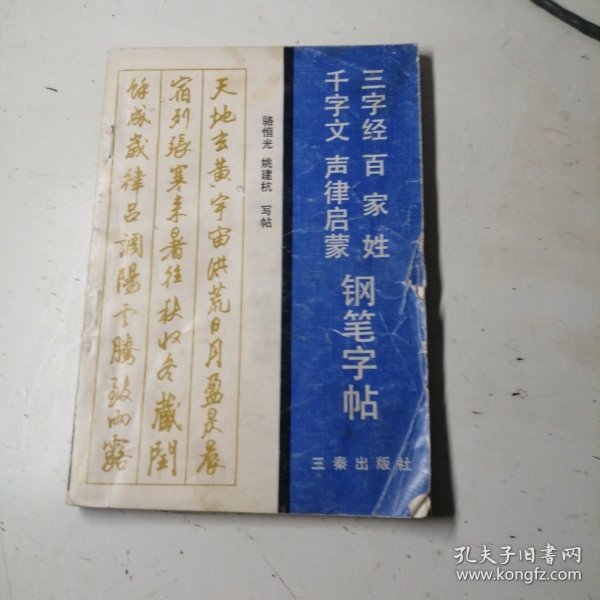 三字经 百家姓
千字文 声律启蒙
钢笔字帖
三秦出版社
骆恒光 姚建杭 写帖
天地玄黄宇宙洪荒日月盈昃辰
宿列張寒来暑往秋收冬藏閏
餘成歲律吕調陽雲騰致雨露
孔夫子旧书网
www.kongfz.com